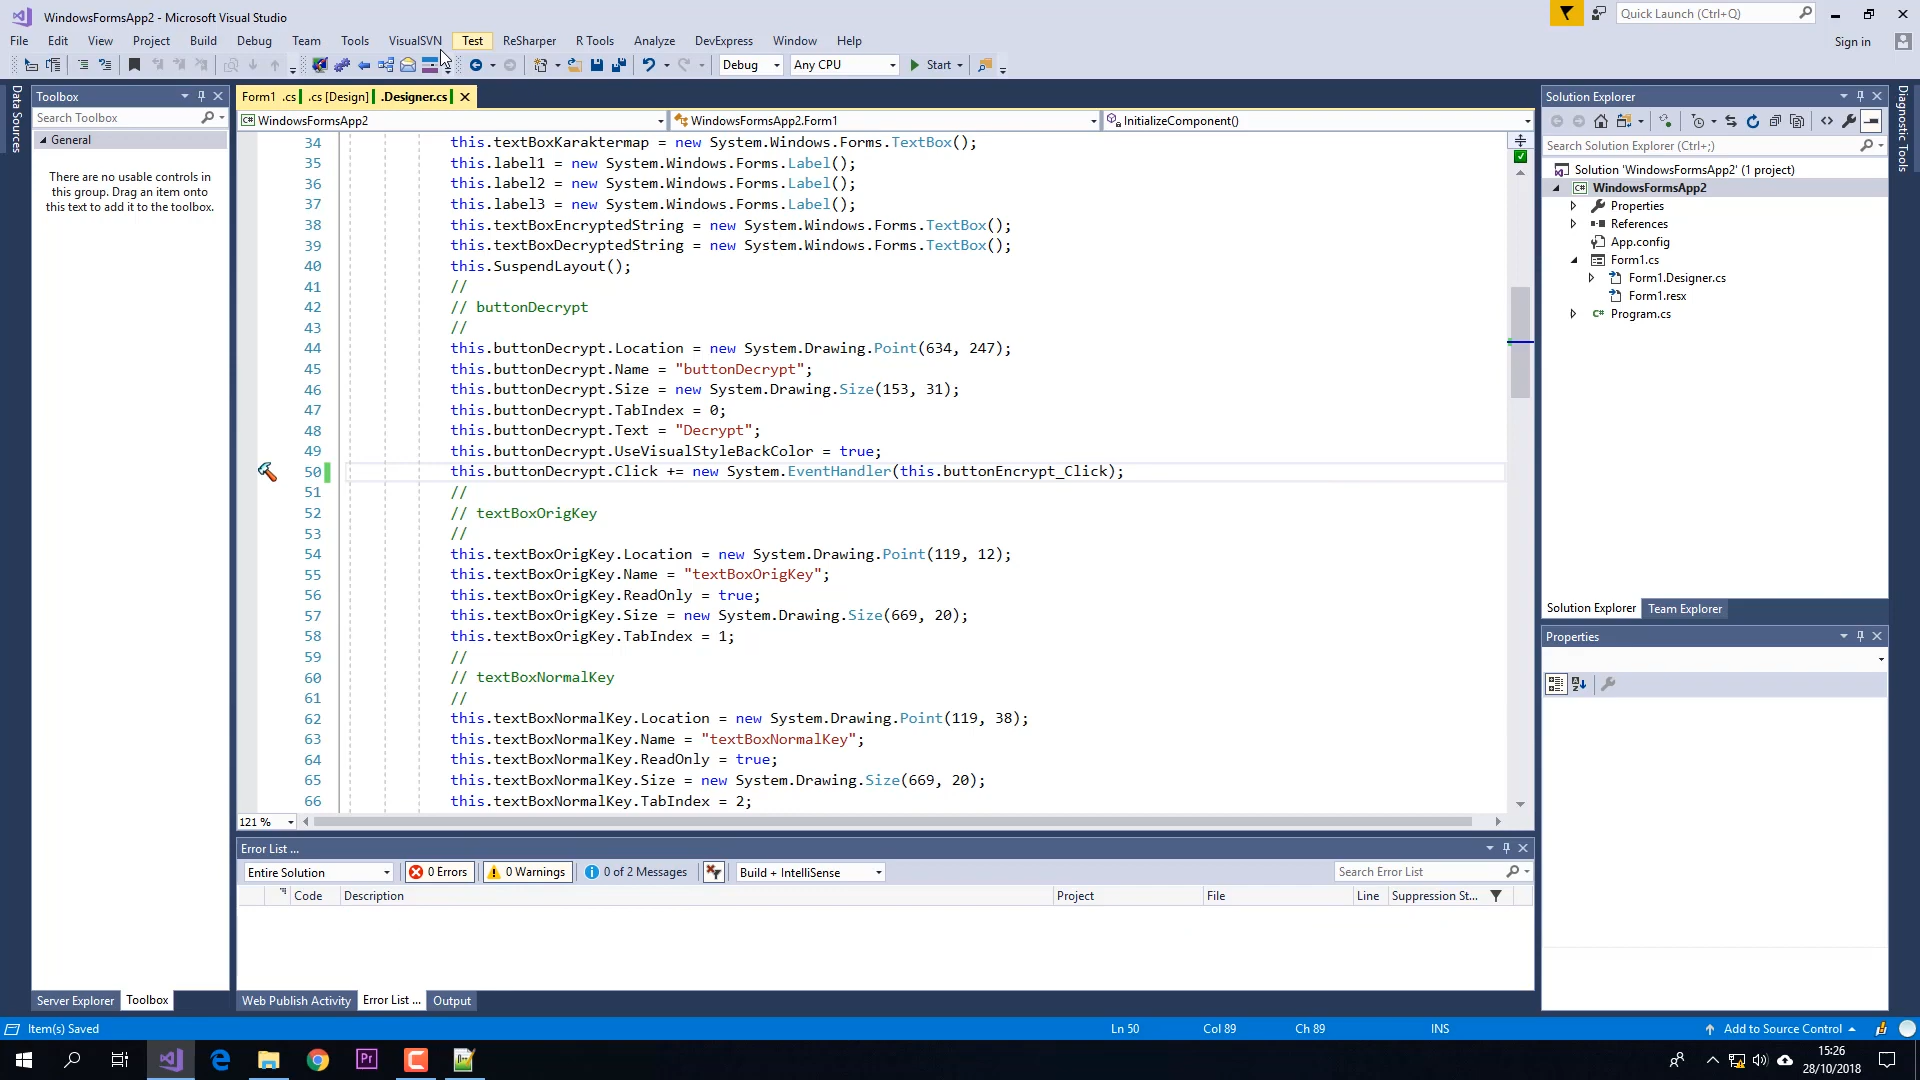 WindowsFormsApp2 - Microsoft Visual Studio
Quick Launch (Ctrl+Q)
File Edit View Project Build Debug Team Tools VisualSVN Test ReSharper R Tools Analyze DevExpress Window Help
Sign in
Debug Any CPU Start
Data Sources
Toolbox
Search Toolbox
General
There are no usable controls in
this group. Drag an item onto
this text to add it to the toolbox.
Server Explorer Toolbox
Form1 .cs .cs [Design] .Designer.cs
WindowsFormsApp2 WindowsFormsApp2.Form1 InitializeComponent()
34 this.textBoxKaraktermap = new System.Windows.Forms.TextBox();
35 this.label1 = new System.Windows.Forms.Label();
36 this.label2 = new System.Windows.Forms.Label();
37 this.label3 = new System.Windows.Forms.Label();
38 this.textBoxEncryptedString = new System.Windows.Forms.TextBox();
39 this.textBoxDecryptedString = new System.Windows.Forms.TextBox();
40 this.SuspendLayout();
41 //
42 // buttonDecrypt
43 //
44 this.buttonDecrypt.Location = new System.Drawing.Point(634, 247);
45 this.buttonDecrypt.Name = "buttonDecrypt";
46 this.buttonDecrypt.Size = new System.Drawing.Size(153, 31);
47 this.buttonDecrypt.TabIndex = 0;
48 this.buttonDecrypt.Text = "Decrypt";
49 this.buttonDecrypt.UseVisualStyleBackColor = true;
50 this.buttonDecrypt.Click += new System.EventHandler(this.buttonEncrypt_Click);
51 //
52 // textBoxOrigKey
53 //
54 this.textBoxOrigKey.Location = new System.Drawing.Point(119, 12);
55 this.textBoxOrigKey.Name = "textBoxOrigKey";
56 this.textBoxOrigKey.ReadOnly = true;
57 this.textBoxOrigKey.Size = new System.Drawing.Size(669, 20);
58 this.textBoxOrigKey.TabIndex = 1;
59 //
60 // textBoxNormalKey
61 //
62 this.textBoxNormalKey.Location = new System.Drawing.Point(119, 38);
63 this.textBoxNormalKey.Name = "textBoxNormalKey";
64 this.textBoxNormalKey.ReadOnly = true;
65 this.textBoxNormalKey.Size = new System.Drawing.Size(669, 20);
66 this.textBoxNormalKey.TabIndex = 2;
121 %
Error List ...
Entire Solution 0 Errors 0 Warnings 0 of 2 Messages Build + IntelliSense Search Error List
Code Description Project File Line Suppression St...
Web Publish Activity Error List ... Output
Solution Explorer
Search Solution Explorer (Ctrl+;)
Solution 'WindowsFormsApp2' (1 project)
C# WindowsFormsApp2
Properties
References
App.config
Form1.cs
Form1.Designer.cs
Form1.resx
C# Program.cs
Solution Explorer Team Explorer
Properties
Diagnostic Tools
Item(s) Saved Ln 50 Col 89 Ch 89 INS Add to Source Control
Pr
15:26
28/10/2018